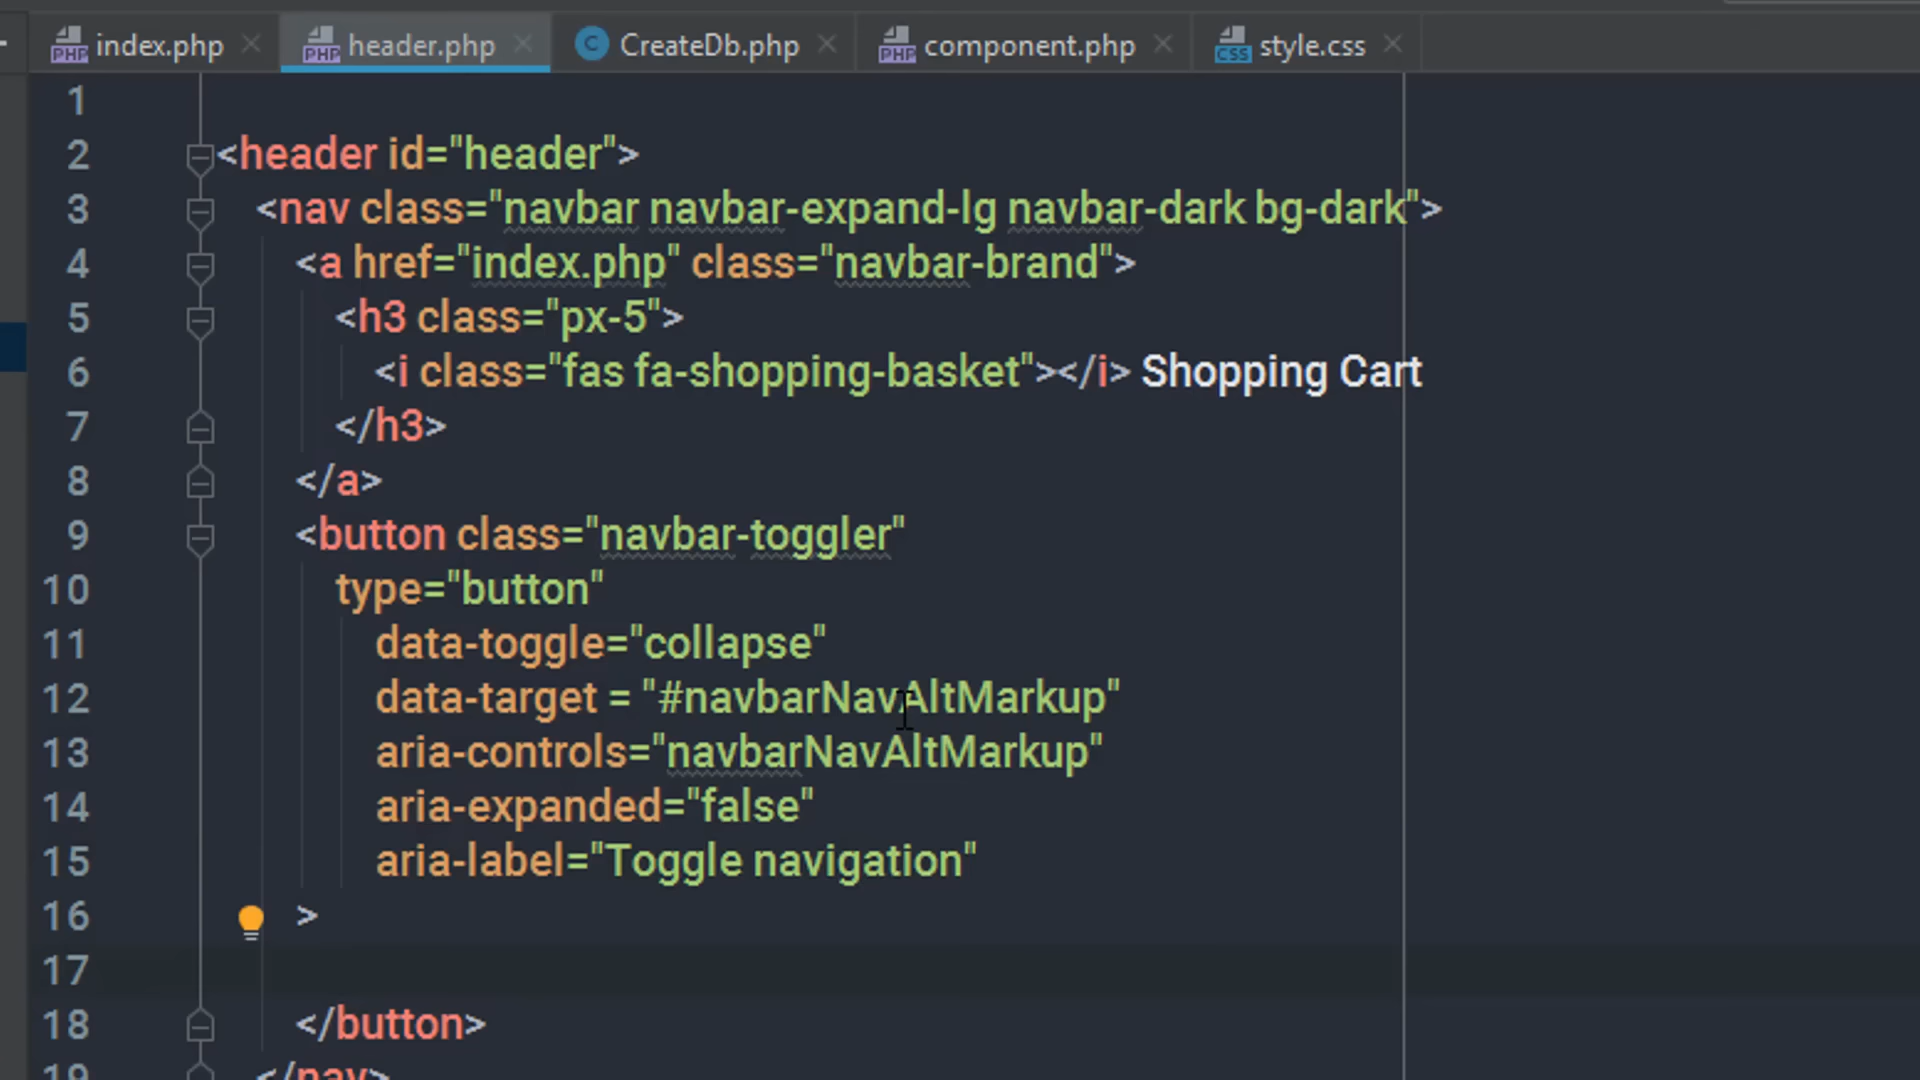 index.php header.php CreateDb.php component.php style.css
1
2 <header id="header">
3 <nav class="navbar navbar-expand-lg navbar-dark bg-dark">
4 <a href="index.php" class="navbar-brand">
5 <h3 class="px-5">
6 <i class="fas fa-shopping-basket"></i> Shopping Cart
7 </h3>
8 </a>
9 <button class="navbar-toggler"
10 type="button"
11 data-toggle="collapse"
12 data-target = "#navbarNavAltMarkup"
13 aria-controls="navbarNavAltMarkup"
14 aria-expanded="false"
15 aria-label="Toggle navigation"
16 >
17
18 </button>
19 </nav>